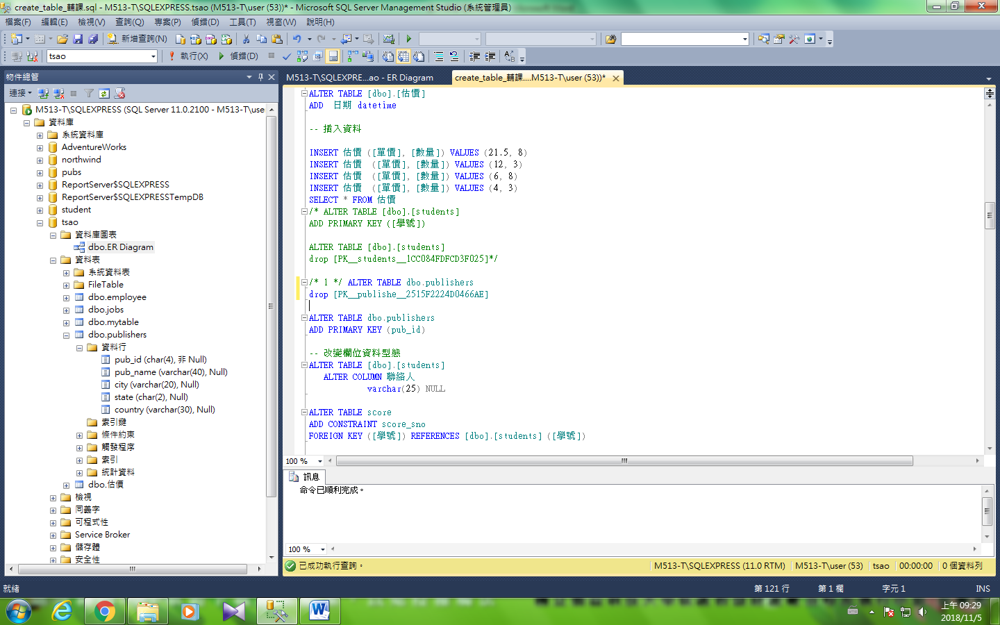 create_table_輔課.sql - M513-T\SQLEXPRESS.tsao (M513-T\user (53))* - Microsoft SQL Server Management Studio (系統管理員)
檔案(F) 編輯(E) 檢視(V) 查詢(Q) 專案(P) 偵錯(D) 工具(T) 視窗(W) 說明(H)
新增查詢(N)
tsao 執行(X) 偵錯(D)
物件總管
連接
M513-T\SQLEXPRESS (SQL Server 11.0.2100 - M513-T\use
資料庫
系統資料庫
AdventureWorks
northwind
pubs
ReportServer$SQLEXPRESS
ReportServer$SQLEXPRESSTempDB
student
tsao
資料庫圖表
dbo.ER Diagram
資料表
系統資料表
FileTable
dbo.employee
dbo.jobs
dbo.mytable
dbo.publishers
資料行
pub_id (char(4), 非 Null)
pub_name (varchar(40), Null)
city (varchar(20), Null)
state (char(2), Null)
country (varchar(30), Null)
索引鍵
條件約束
觸發程序
索引
統計資料
dbo.估價
檢視
同義字
可程式性
Service Broker
儲存體
安全性
M513-T\SQLEXPRE...ao - ER Diagram
create_table_輔課....M513-T\user (53))*
ALTER TABLE [dbo].[估價]
ADD 日期 datetime
-- 插入資料
INSERT 估價 ([單價], [數量]) VALUES (21.5, 8)
INSERT 估價 ([單價], [數量]) VALUES (12, 3)
INSERT 估價 ([單價], [數量]) VALUES (6, 8)
INSERT 估價 ([單價], [數量]) VALUES (4, 3)
SELECT * FROM 估價
/* ALTER TABLE [dbo].[students]
ADD PRIMARY KEY ([學號])
ALTER TABLE [dbo].[students]
drop [PK__students__1CC084FDFCD3F025]*/
/* 1 */ ALTER TABLE dbo.publishers
drop [PK__publishe__2515F2224D0466AE]
ALTER TABLE dbo.publishers
ADD PRIMARY KEY (pub_id)
-- 改變欄位資料型態
ALTER TABLE [dbo].[students]
ALTER COLUMN 聯絡人
varchar(25) NULL
ALTER TABLE score
ADD CONSTRAINT score_sno
FOREIGN KEY ([學號]) REFERENCES [dbo].[students] ([學號])
100 %
訊息
命令已順利完成。
100 %
已成功執行查詢。 M513-T\SQLEXPRESS (11.0 RTM) M513-T\user (53) tsao 00:00:00 0 個資料列
就緒 第 121 行 第 1 欄 字元 1 INS
上午 09:29
2018/11/5